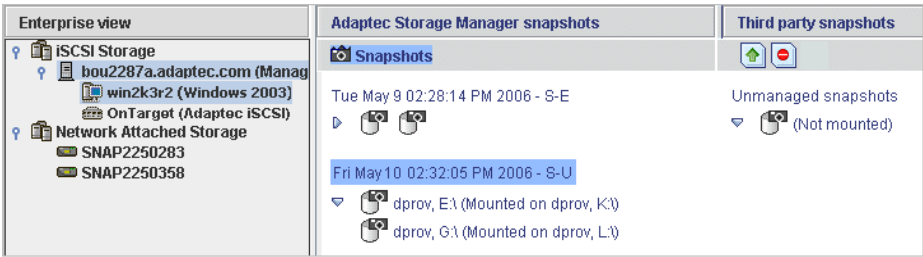 Enterprise view
iSCSI Storage
bou2287a.adaptec.com (Manag
win2k3r2 (Windows 2003)
OnTarget (Adaptec iSCSI)
Network Attached Storage
SNAP2250283
SNAP2250358
Adaptec Storage Manager snapshots
Snapshots
Tue May 9 02:28:14 PM 2006 - S-E
Fri May 10 02:32:05 PM 2006 - S-U
dprov, E:\ (Mounted on dprov, K:\)
dprov, G:\ (Mounted on dprov, L:\)
Third party snapshots
Unmanaged snapshots
(Not mounted)